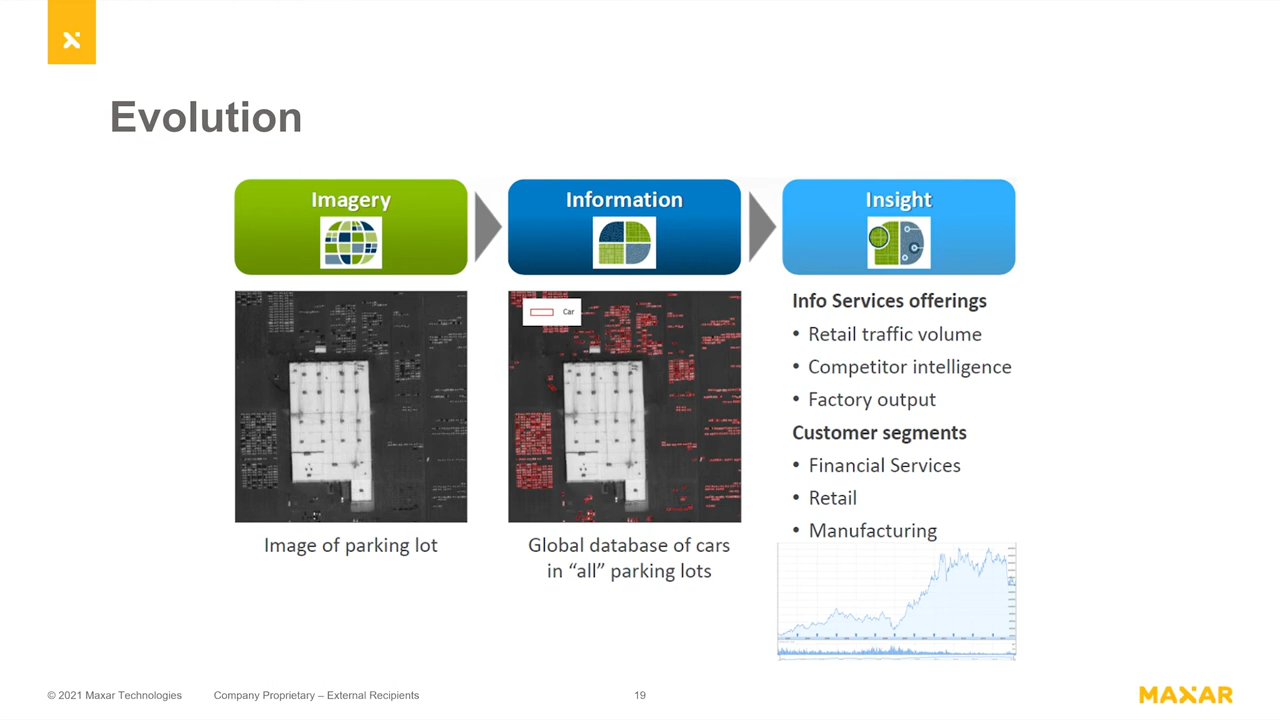 Evolution
Imagery
Information
Insight
Car
Image of parking lot
Global database of cars
in “all” parking lots
Info Services offerings
• Retail traffic volume
• Competitor intelligence
• Factory output
Customer segments
• Financial Services
• Retail
• Manufacturing
© 2021 Maxar Technologies
Company Proprietary – External Recipients
19
MAXAR